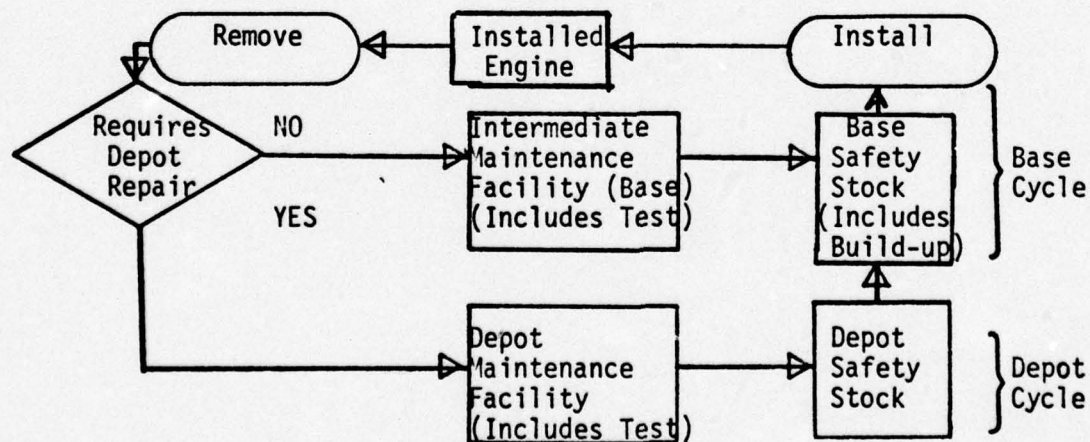 Remove
Installed
Engine
Install
Requires
Depot
Repair
NO
YES
Intermediate
Maintenance
Facility (Base)
(Includes Test)
Base
Safety
Stock
(Includes
Build-up)
Base
Cycle
Depot
Maintenance
Facility
(Includes Test)
Depot
Safety
Stock
Depot
Cycle